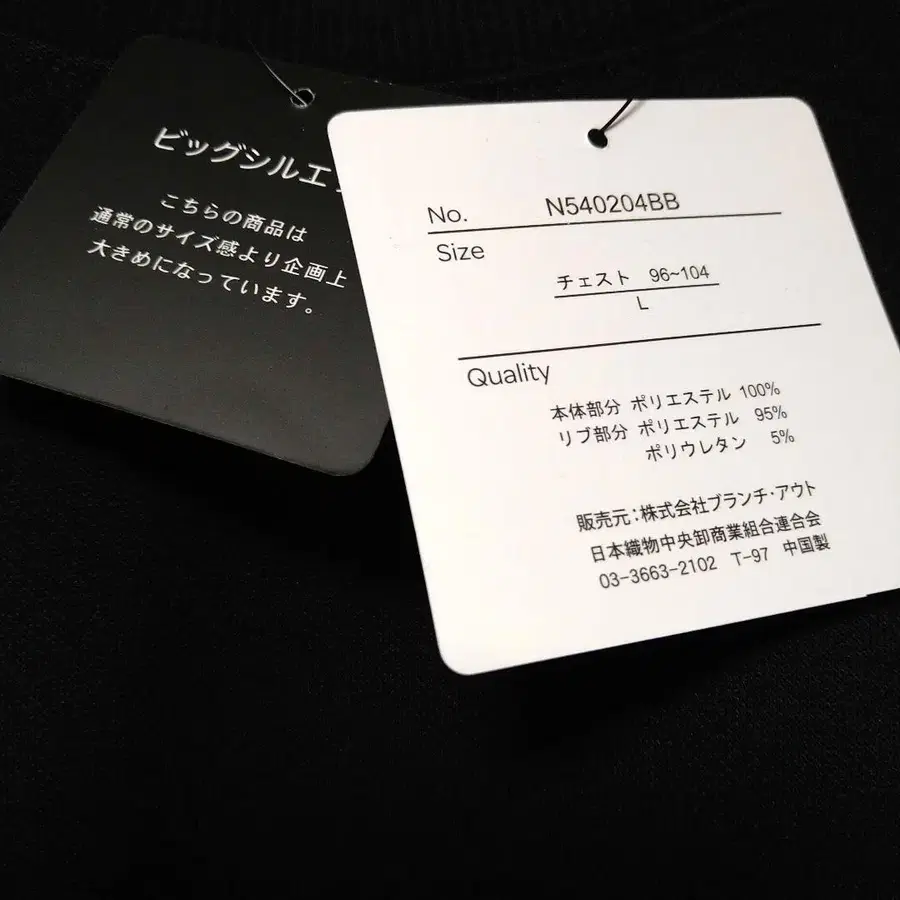 ビッグシルエ
こちらの商品は
通常のサイズ感より企画上
大きめになっています。
No. N540204BB
Size
チェスト 96~104
L
Quality
本体部分 ポリエステル 100%
リブ部分 ポリエステル 95%
ポリウレタン 5%
販売元:株式会社ブランチ・アウト
日本織物中央卸商業組合連合会
03-3663-2102 T-97 中国製